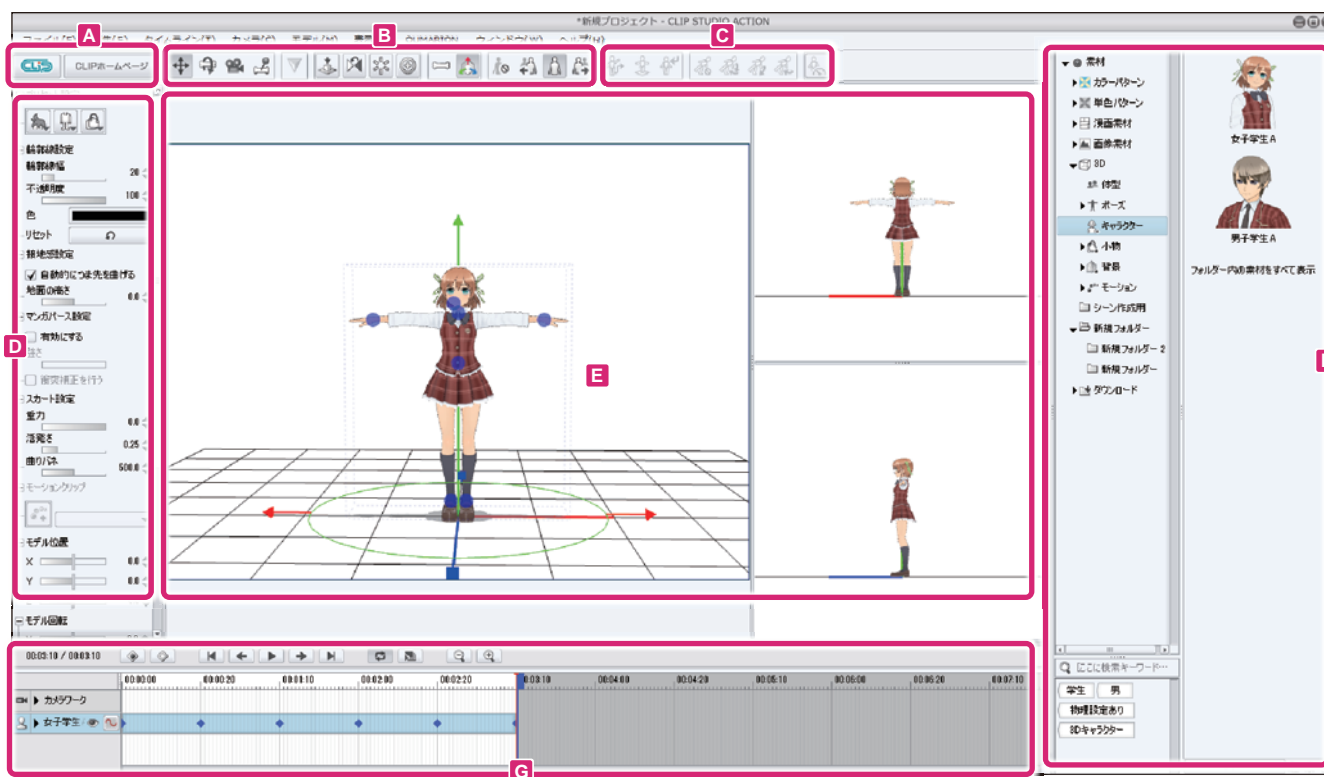 *新規プロジェクト - CLIP STUDIO ACTION
A
B
C
CLIP
CLIPホームページ
D
輪郭線設定
輪郭線幅
20
不透明度
100
色
リセット
接地感設定
自動的につま先を曲げる
地面の高さ
0.0
マンガパース設定
有効にする
強さ
衝突補正を行う
スカート設定
重力
0.0
活発さ
0.25
曲りバネ
500.0
モーションクリップ
モデル位置
X
0.0
Y
0.0
モデル回転
E
素材
カラーパターン
単色パターン
漫画素材
画像素材
3D
体型
ポーズ
キャラクター
小物
背景
モーション
シーン作成用
新規フォルダー
新規フォルダー 2
新規フォルダー
ダウンロード
女子学生A
男子学生A
フォルダー内の素材をすべて表示
ここに検索キーワード…
学生
男
物理設定あり
3Dキャラクター
00:03:10 / 00:03:10
00:00:00 00:00:20 00:01:10 00:02:00 00:02:20 0:03:10 00:04:00 00:04:20 00:05:10 00:06:00 00:06:20 00:07:10
カメラワーク
女子学生
G